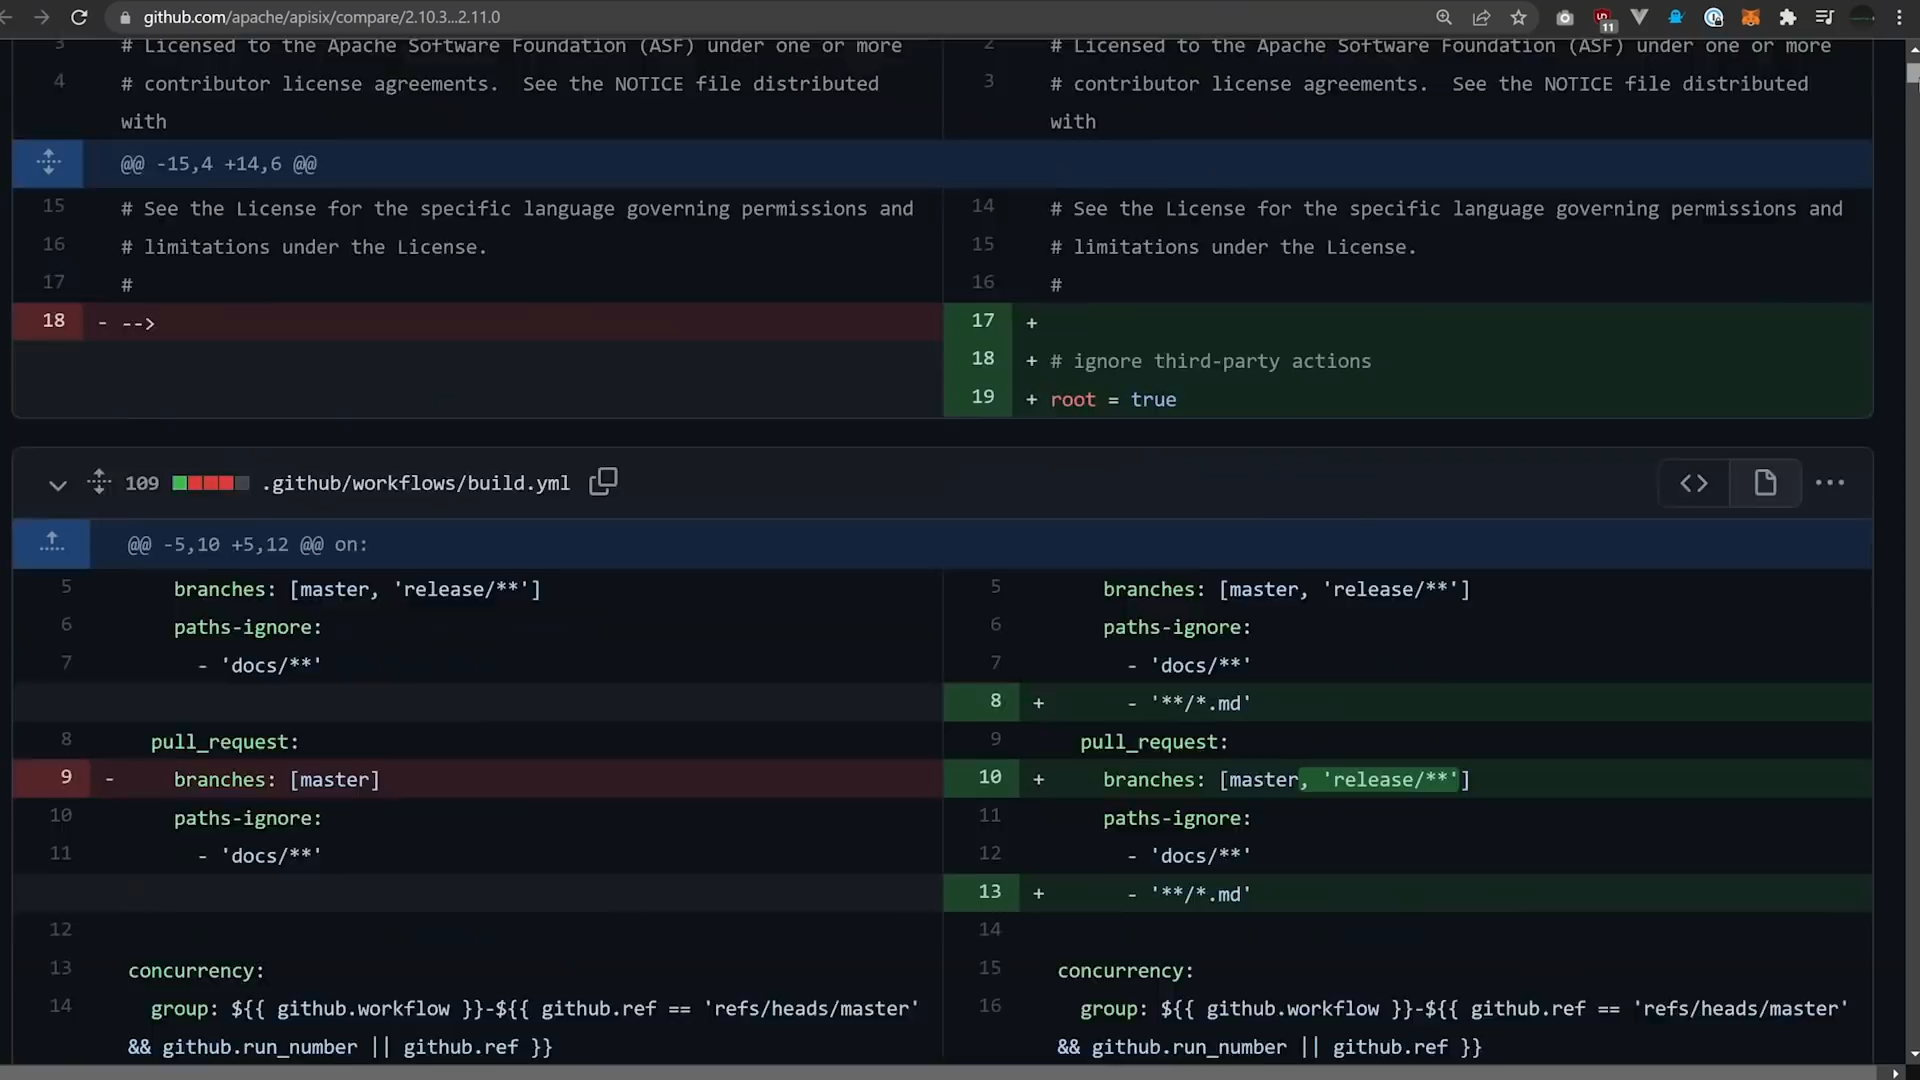 github.com/apache/apisix/compare/2.10.3...2.11.0
11
3 # Licensed to the Apache Software Foundation (ASF) under one or more
4 # contributor license agreements.  See the NOTICE file distributed
with
2 # Licensed to the Apache Software Foundation (ASF) under one or more
3 # contributor license agreements.  See the NOTICE file distributed
with
@@ -15,4 +14,6 @@
15 # See the License for the specific language governing permissions and
16 # limitations under the License.
17 #
18 - -->
14 # See the License for the specific language governing permissions and
15 # limitations under the License.
16 #
17 +
18 + # ignore third-party actions
19 + root = true
109 .github/workflows/build.yml
@@ -5,10 +5,12 @@ on:
5 branches: [master, 'release/**']
6 paths-ignore:
7 - 'docs/**'
8 pull_request:
9 - branches: [master]
10 paths-ignore:
11 - 'docs/**'
12
13 concurrency:
14 group: ${{ github.workflow }}-${{ github.ref == 'refs/heads/master'
&& github.run_number || github.ref }}
5 branches: [master, 'release/**']
6 paths-ignore:
7 - 'docs/**'
8 + - '**/*.md'
9 pull_request:
10 + branches: [master, 'release/**']
11 paths-ignore:
12 - 'docs/**'
13 + - '**/*.md'
14
15 concurrency:
16 group: ${{ github.workflow }}-${{ github.ref == 'refs/heads/master'
&& github.run_number || github.ref }}